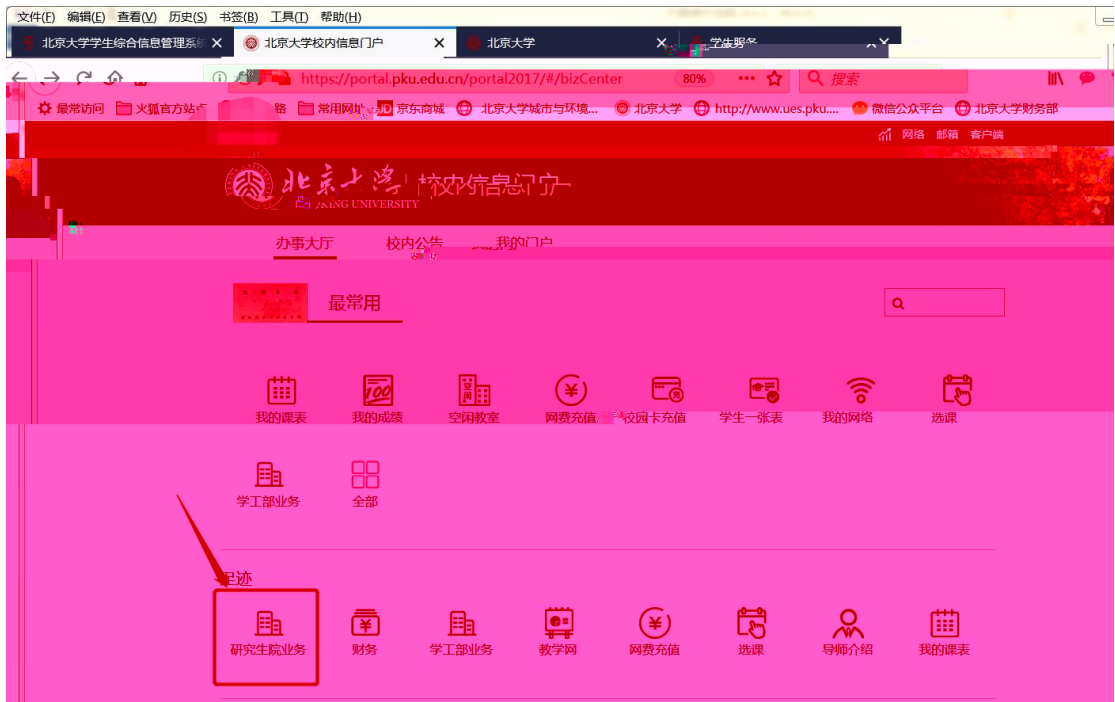 文件(F) 编辑(E) 查看(V) 历史(S) 书签(B) 工具(T) 帮助(H)
北京大学学生综合信息管理系统 北京大学校内信息门户 北京大学
https://portal.pku.edu.cn/portal2017/#/bizCenter 80% 搜索
最常访问 火狐官方站点 常用网址 JD 京东商城 北京大学城市与环境... 北京大学 http://www.ues.pku.... 微信公众平台 北京大学财务部
网络 邮箱 客户端
北京大学 校内信息门户
PEKING UNIVERSITY
办事大厅 校内公告 我的门户
最常用
我的课表 我的成绩 空闲教室 网费充值 校园卡充值 学生一张表 我的网络 选课
学工部业务 全部
足迹
研究生院业务 财务 学工部业务 教学网 网费充值 选课 导师介绍 我的课表